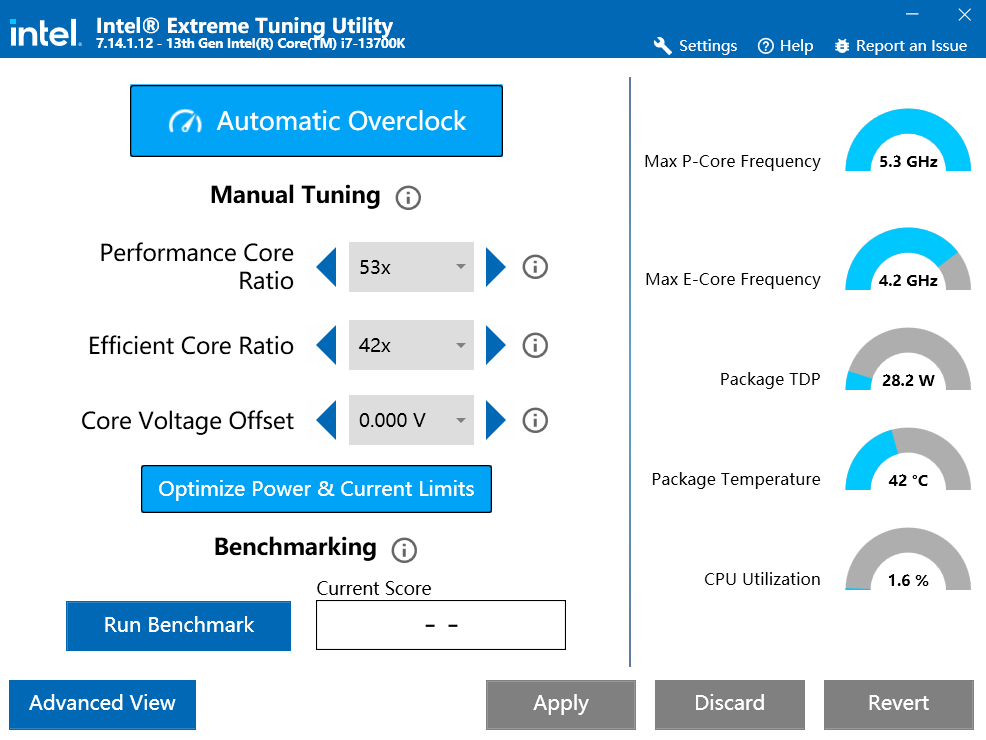 intel.
Intel® Extreme Tuning Utility
7.14.1.12 - 13th Gen Intel(R) Core(TM) i7-13700K
Settings
Help
Report an Issue
Automatic Overclock
Manual Tuning
Performance Core
Ratio
53x
Efficient Core Ratio
42x
Core Voltage Offset
0.000 V
Optimize Power & Current Limits
Benchmarking
Current Score
Run Benchmark
– –
Max P-Core Frequency
5.3 GHz
Max E-Core Frequency
4.2 GHz
Package TDP
28.2 W
Package Temperature
42 °C
CPU Utilization
1.6 %
Advanced View
Apply
Discard
Revert